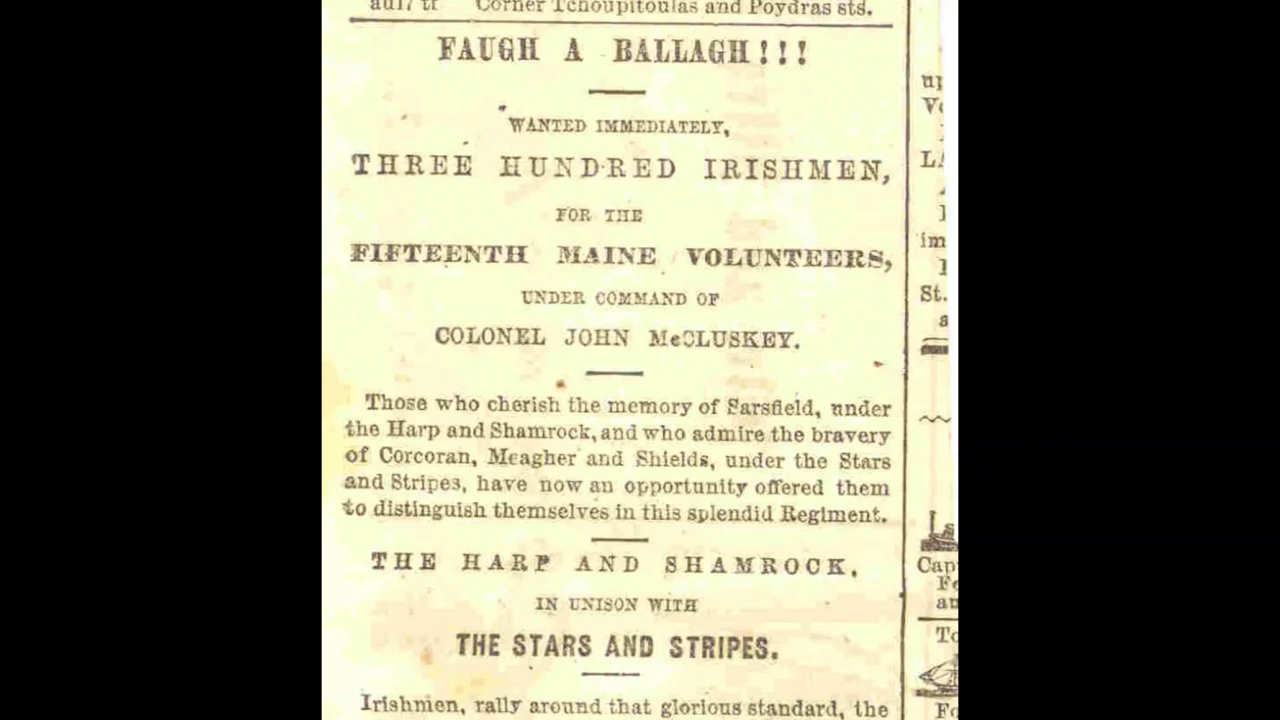 au17 tf Corner Tchoupitoulas and Poydras sts.
FAUGH A BALLAGH!!!
WANTED IMMEDIATELY,
THREE HUNDRED IRISHMEN,
FOR THE
FIFTEENTH MAINE VOLUNTEERS,
UNDER COMMAND OF
COLONEL JOHN McCLUSKEY.
Those who cherish the memory of Sarsfield, under
the Harp and Shamrock, and who admire the bravery
of Corcoran, Meagher and Shields, under the Stars
and Stripes, have now an opportunity offered them
to distinguish themselves in this splendid Regiment.
THE HARP AND SHAMROCK.
IN UNISON WITH
THE STARS AND STRIPES.
Irishmen, rally around that glorious standard, the
St.
Cap